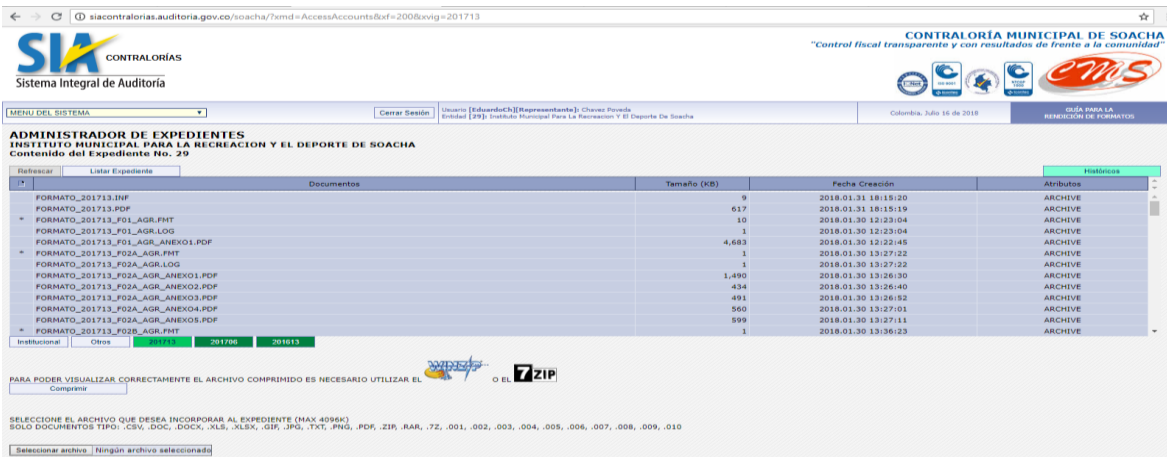 siacontralorias.auditoria.gov.co/soacha/?xmd=AccessAccounts&xf=200&xvig=201713
SIA CONTRALORÍAS
Sistema Integral de Auditoría
CONTRALORÍA MUNICIPAL DE SOACHA
"Control fiscal transparente y con resultados de frente a la comunidad"
cms
MENU DEL SISTEMA
Cerrar Sesión
Usuario [EduardoCh][Representante]: Chavez Poveda
Entidad [29]: Instituto Municipal Para La Recreacion Y El Deporte De Soacha
Colombia, Julio 16 de 2018
GUÍA PARA LA
RENDICIÓN DE FORMATOS
ADMINISTRADOR DE EXPEDIENTES
INSTITUTO MUNICIPAL PARA LA RECREACION Y EL DEPORTE DE SOACHA
Contenido del Expediente No. 29
Refrescar Listar Expediente Históricos
Documentos Tamaño (KB) Fecha Creación Atributos
FORMATO_201713.INF 9 2018.01.31 18:15:20 ARCHIVE
FORMATO_201713.PDF 617 2018.01.31 18:15:19 ARCHIVE
* FORMATO_201713_F01_AGR.FMT 10 2018.01.30 12:23:04 ARCHIVE
FORMATO_201713_F01_AGR.LOG 1 2018.01.30 12:23:04 ARCHIVE
FORMATO_201713_F01_AGR_ANEXO1.PDF 4,683 2018.01.30 12:22:45 ARCHIVE
* FORMATO_201713_F02A_AGR.FMT 1 2018.01.30 13:27:22 ARCHIVE
FORMATO_201713_F02A_AGR.LOG 1 2018.01.30 13:27:22 ARCHIVE
FORMATO_201713_F02A_AGR_ANEXO1.PDF 1,490 2018.01.30 13:26:30 ARCHIVE
FORMATO_201713_F02A_AGR_ANEXO2.PDF 434 2018.01.30 13:26:40 ARCHIVE
FORMATO_201713_F02A_AGR_ANEXO3.PDF 491 2018.01.30 13:26:52 ARCHIVE
FORMATO_201713_F02A_AGR_ANEXO4.PDF 560 2018.01.30 13:27:01 ARCHIVE
FORMATO_201713_F02A_AGR_ANEXO5.PDF 599 2018.01.30 13:27:11 ARCHIVE
* FORMATO_201713_F02B_AGR.FMT 1 2018.01.30 13:36:23 ARCHIVE
Institucional Otros 201713 201706 201613
PARA PODER VISUALIZAR CORRECTAMENTE EL ARCHIVO COMPRIMIDO ES NECESARIO UTILIZAR EL O EL 7 ZIP
Comprimir
SELECCIONE EL ARCHIVO QUE DESEA INCORPORAR AL EXPEDIENTE (MAX 4096K)
SOLO DOCUMENTOS TIPO: .CSV, .DOC, .DOCX, .XLS, .XLSX, .GIF, .JPG, .TXT, .PNG, .PDF, .ZIP, .RAR, .7Z, .001, .002, .003, .004, .005, .006, .007, .008, .009, .010
Seleccionar archivo Ningún archivo seleccionado